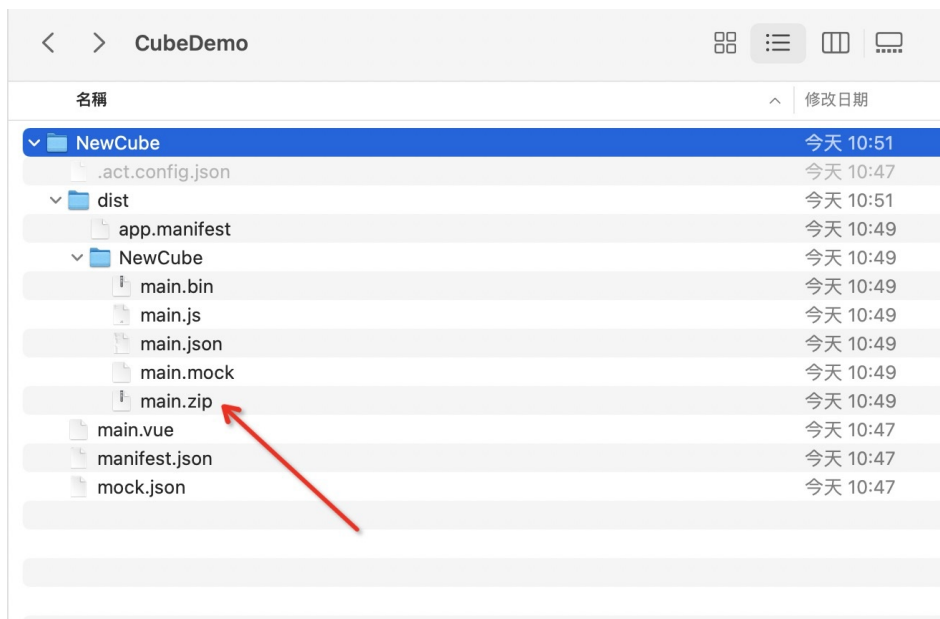 CubeDemo
名稱 修改日期
NewCube 今天 10:51
.act.config.json 今天 10:47
dist 今天 10:51
app.manifest 今天 10:49
NewCube 今天 10:49
main.bin 今天 10:49
main.js 今天 10:49
main.json 今天 10:49
main.mock 今天 10:49
main.zip 今天 10:49
main.vue 今天 10:47
manifest.json 今天 10:47
mock.json 今天 10:47